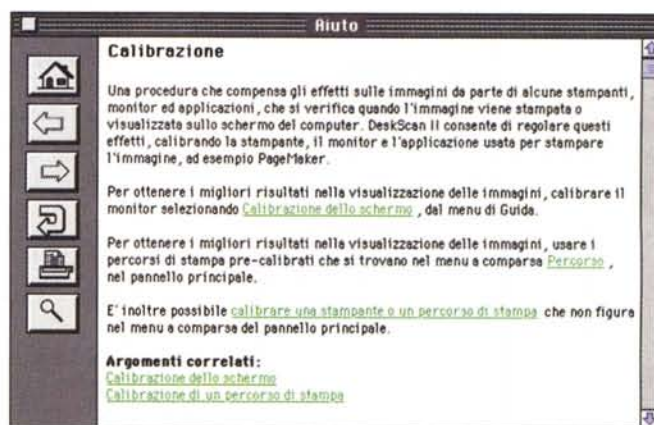 Aiuto
Calibrazione
Una procedura che compensa gli effetti sulle immagini da parte di alcune stampanti,
monitor ed applicazioni, che si verifica quando l'immagine viene stampata o
visualizzata sullo schermo del computer. DeskScan II consente di regolare questi
effetti, calibrando la stampante, il monitor e l'applicazione usata per stampare
l'immagine, ad esempio PageMaker.
Per ottenere i migliori risultati nella visualizzazione delle immagini, calibrare il
monitor selezionando Calibrazione dello schermo , dal menu di Guida.
Per ottenere i migliori risultati nella visualizzazione delle immagini, usare i
percorsi di stampa pre-calibrati che si trovano nel menu a comparsa Percorso ,
nel pannello principale.
E' inoltre possibile calibrare una stampante o un percorso di stampa che non figura
nel menu a comparsa del pannello principale.
Argomenti correlati:
Calibrazione dello schermo
Calibrazione di un percorso di stampa